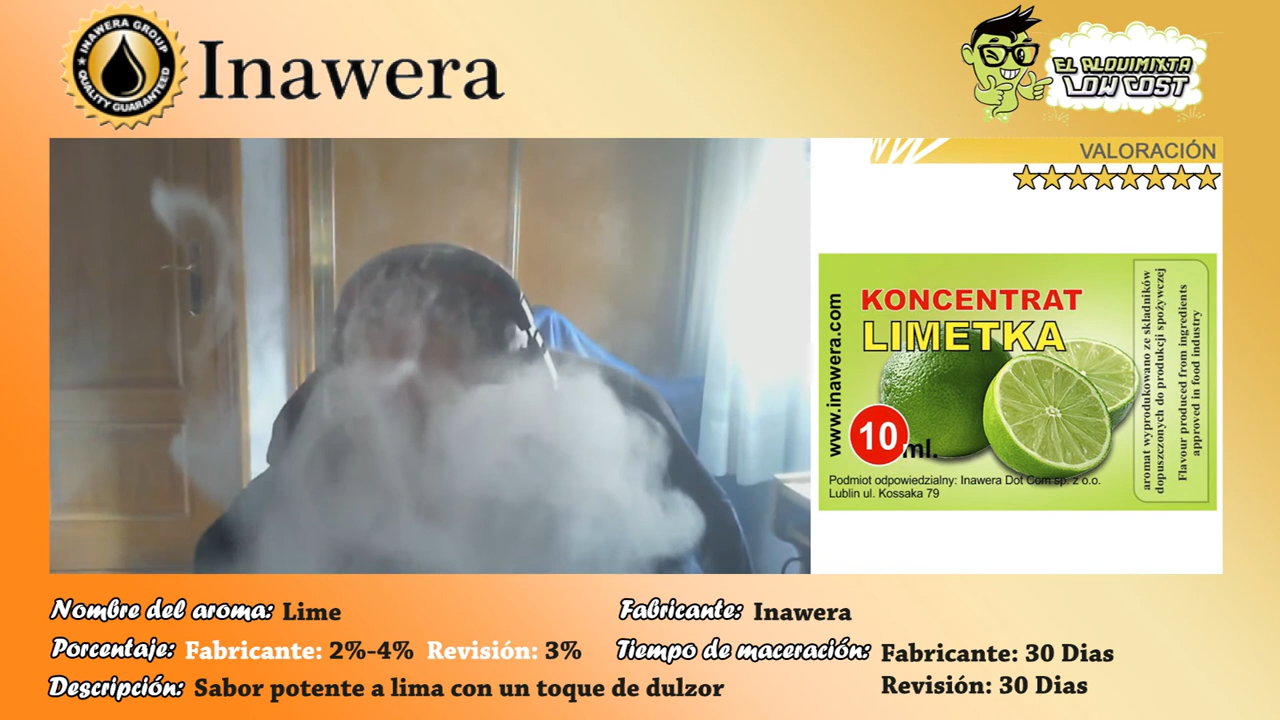 INAWERA GROUP
QUALITY GUARANTEED
Inawera
EL ALQUIMIXTA
LOW COST
VALORACIÓN
www.inawera.com
KONCENTRAT
LIMETKA
10 ml.
Podmiot odpowiedzialny: Inawera Dot Com sp. z o.o.
Lublin ul. Kossaka 79
aromat wyprodukowano ze składników
dopuszczonych do produkcji spożywczej
Flavour produced from ingredients
approved in food industry
Nombre del aroma: Lime
Fabricante: Inawera
Porcentaje: Fabricante: 2%-4% Revisión: 3%
Tiempo de maceración: Fabricante: 30 Dias
Revisión: 30 Dias
Descripción: Sabor potente a lima con un toque de dulzor